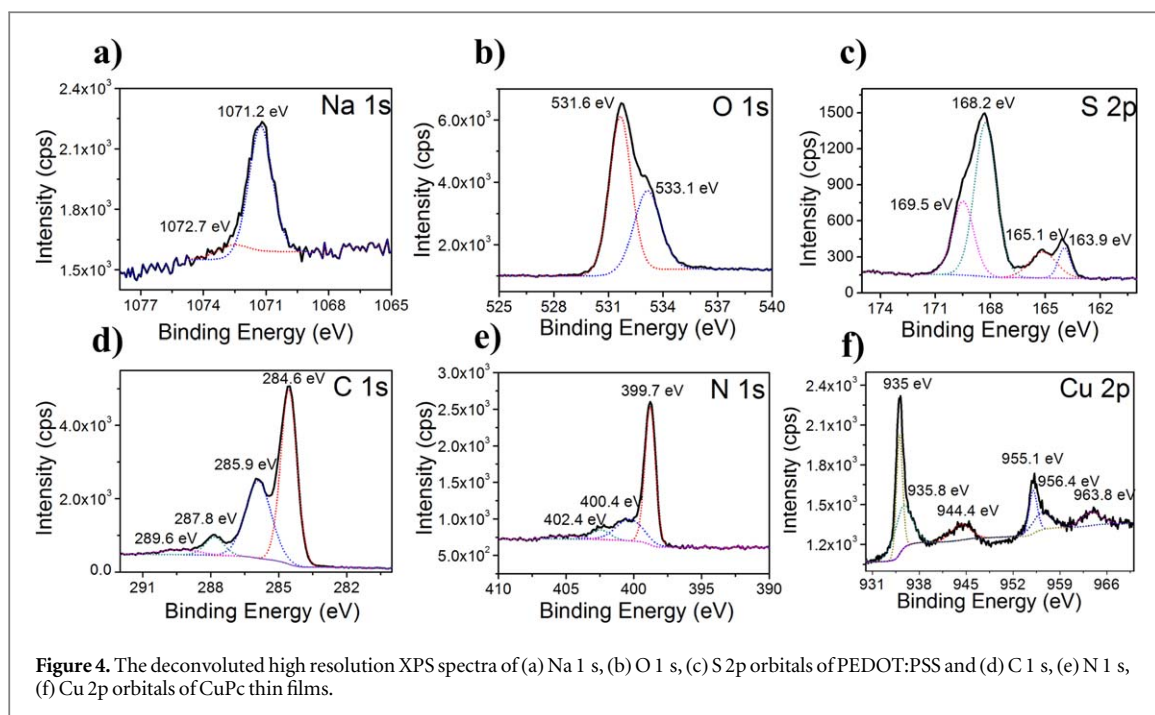 a)
Na 1s
1071.2 eV
1072.7 eV
2.4x10³
2.1x10³
1.8x10³
1.5x10³
Intensity (cps)
1077 1074 1071 1068 1065
Binding Energy (eV)
b)
O 1s
531.6 eV
533.1 eV
6.0x10³
4.0x10³
2.0x10³
Intensity (cps)
525 528 531 534 537 540
Binding Energy (eV)
c)
S 2p
168.2 eV
169.5 eV
165.1 eV
163.9 eV
1500
1200
900
600
300
0
Intensity (cps)
174 171 168 165 162
Binding Energy (eV)
d)
C 1s
284.6 eV
285.9 eV
287.8 eV
289.6 eV
4.0x10³
2.0x10³
0.0
Intensity (cps)
291 288 285 282
Binding Energy (eV)
e)
N 1s
399.7 eV
400.4 eV
402.4 eV
3.0x10³
2.5x10³
2.0x10³
1.5x10³
1.0x10³
5.0x10²
Intensity (cps)
410 405 400 395 390
Binding Energy (eV)
f)
Cu 2p
935 eV
935.8 eV
944.4 eV
955.1 eV
956.4 eV
963.8 eV
2.4x10³
2.1x10³
1.8x10³
1.5x10³
1.2x10³
Intensity (cps)
931 938 945 952 959 966
Binding Energy (eV)
Figure 4. The deconvoluted high resolution XPS spectra of (a) Na 1 s, (b) O 1 s, (c) S 2p orbitals of PEDOT:PSS and (d) C 1 s, (e) N 1 s,
(f) Cu 2p orbitals of CuPc thin films.